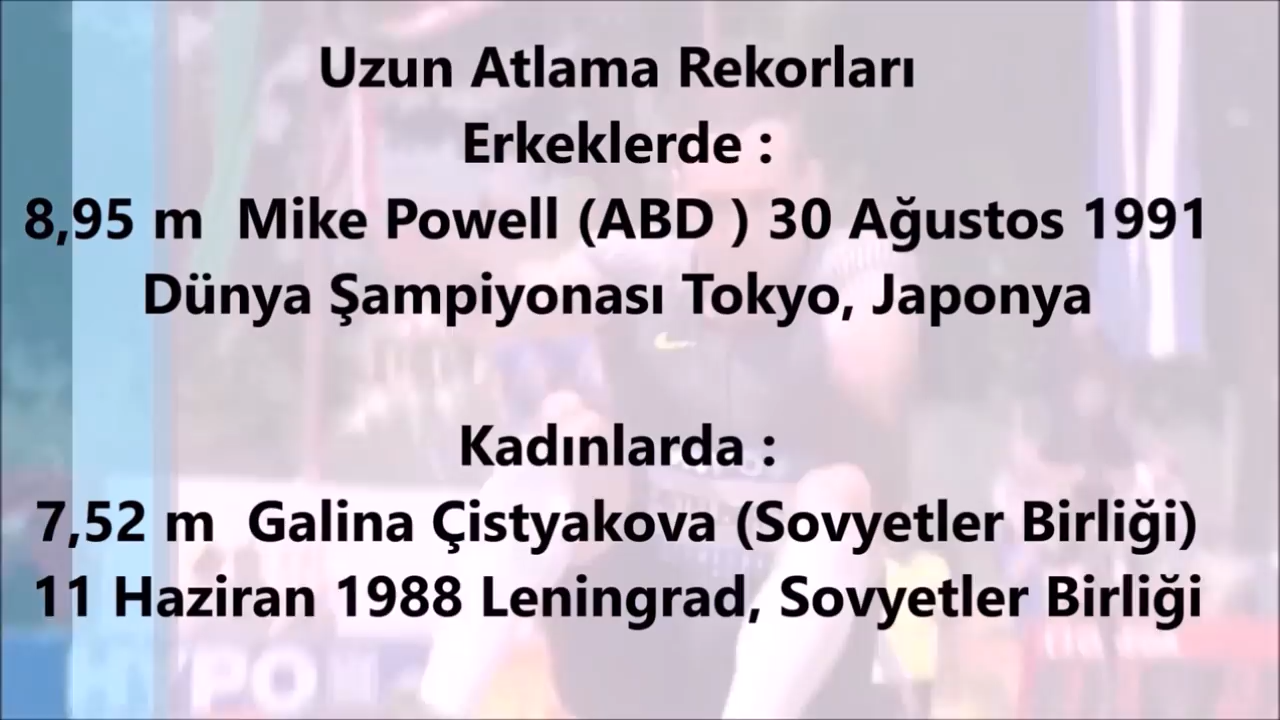 Uzun Atlama Rekorları
Erkeklerde :
8,95 m  Mike Powell (ABD ) 30 Ağustos 1991
Dünya Şampiyonası Tokyo, Japonya
Kadınlarda :
7,52 m  Galina Çistyakova (Sovyetler Birliği)
11 Haziran 1988 Leningrad, Sovyetler Birliği
HYPO